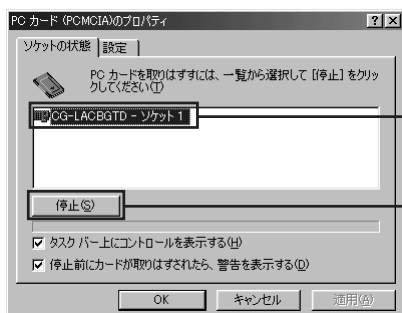 PC カード (PCMCIA)のプロパティ
ソケットの状態
設定
PC カードを取りはずすには、一覧から選択して [停止] をクリッ
クしてください(T)
CG-LACBGTD - ソケット 1
停止(S)
タスク バー上にコントロールを表示する(H)
停止前にカードが取りはずされたら、警告を表示する(D)
OK
キャンセル
適用(A)